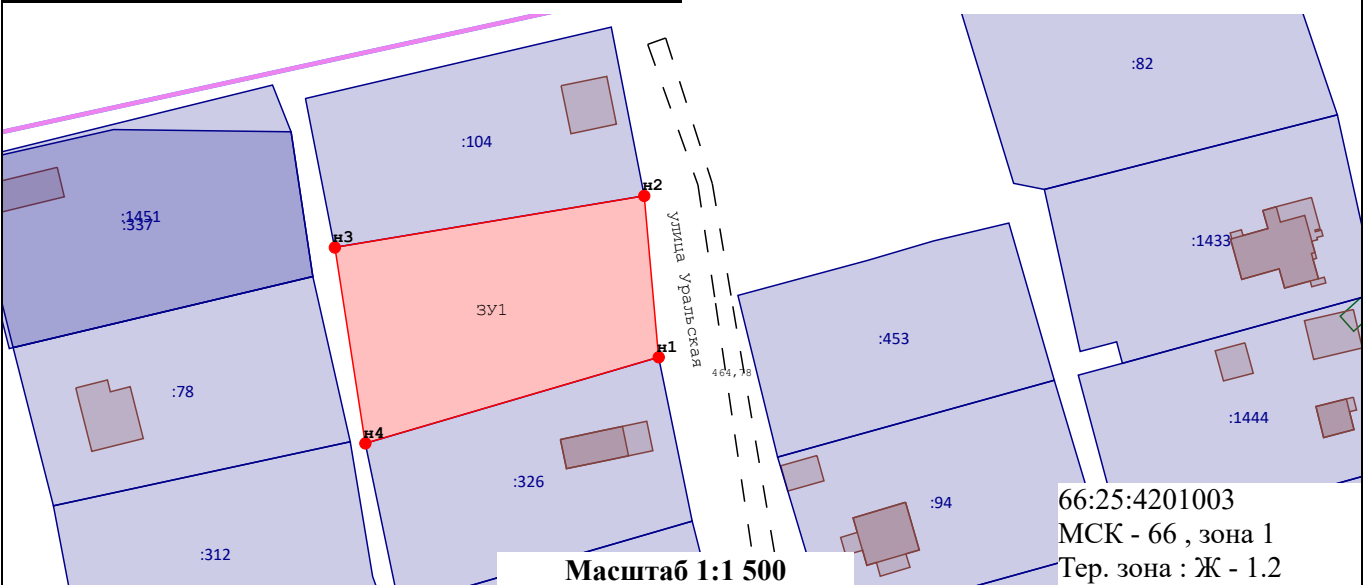 :82
:104
н2
:1451
:337
н3
улица Уральская
:1433
ЗУ1
:453
н1
464,78
:78
:1444
н4
:326
:94
66:25:4201003
:312
МСК - 66 , зона 1
Масштаб 1:1 500
Тер. зона : Ж - 1.2